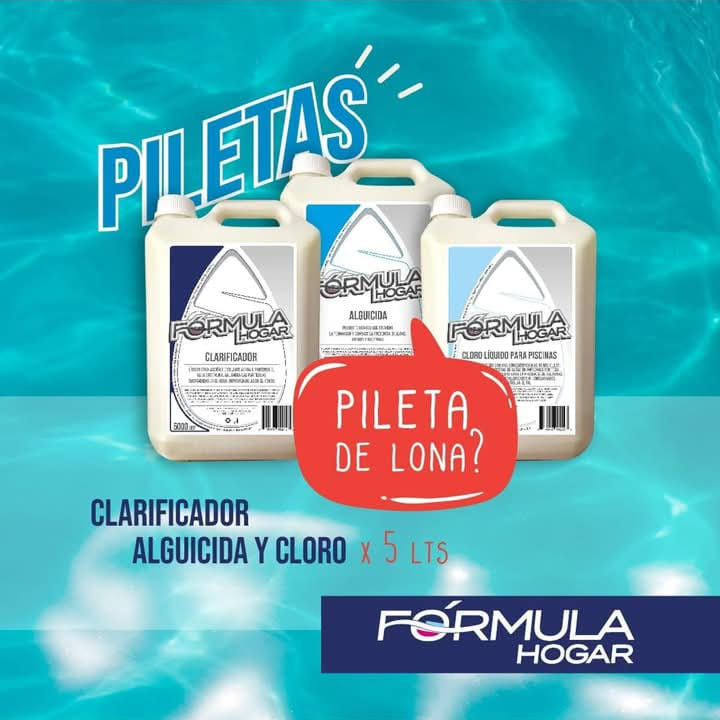 PILETAS
FÓRMULA
HOGAR
CLARIFICADOR
FÓRMULA
HOGAR
ALGUICIDA
FÓRMULA
HOGAR
CLORO LÍQUIDO PARA PISCINAS
PILETA
DE LONA?
CLARIFICADOR
ALGUICIDA Y CLORO x 5 LTS
FÓRMULA
HOGAR